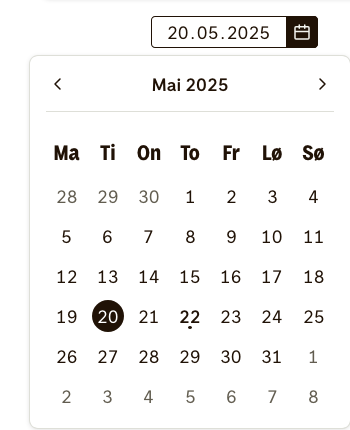 20.05.2025
Mai 2025
Ma Ti On To Fr Lø Sø
28 29 30 1 2 3 4
5 6 7 8 9 10 11
12 13 14 15 16 17 18
19 20 21 22 23 24 25
26 27 28 29 30 31 1
2 3 4 5 6 7 8